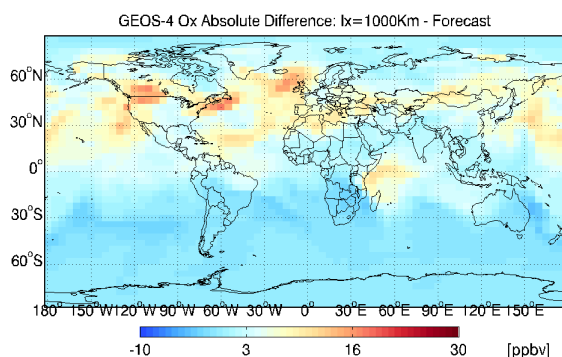 GEOS-4 Ox Absolute Difference: lx=1000Km - Forecast
60°N
30°N
0°
30°S
60°S
180°W 150°W 120°W 90°W 60°W 30°W 0° 30°E 60°E 90°E 120°E 150°E
-10 3 16 30 [ppbv]